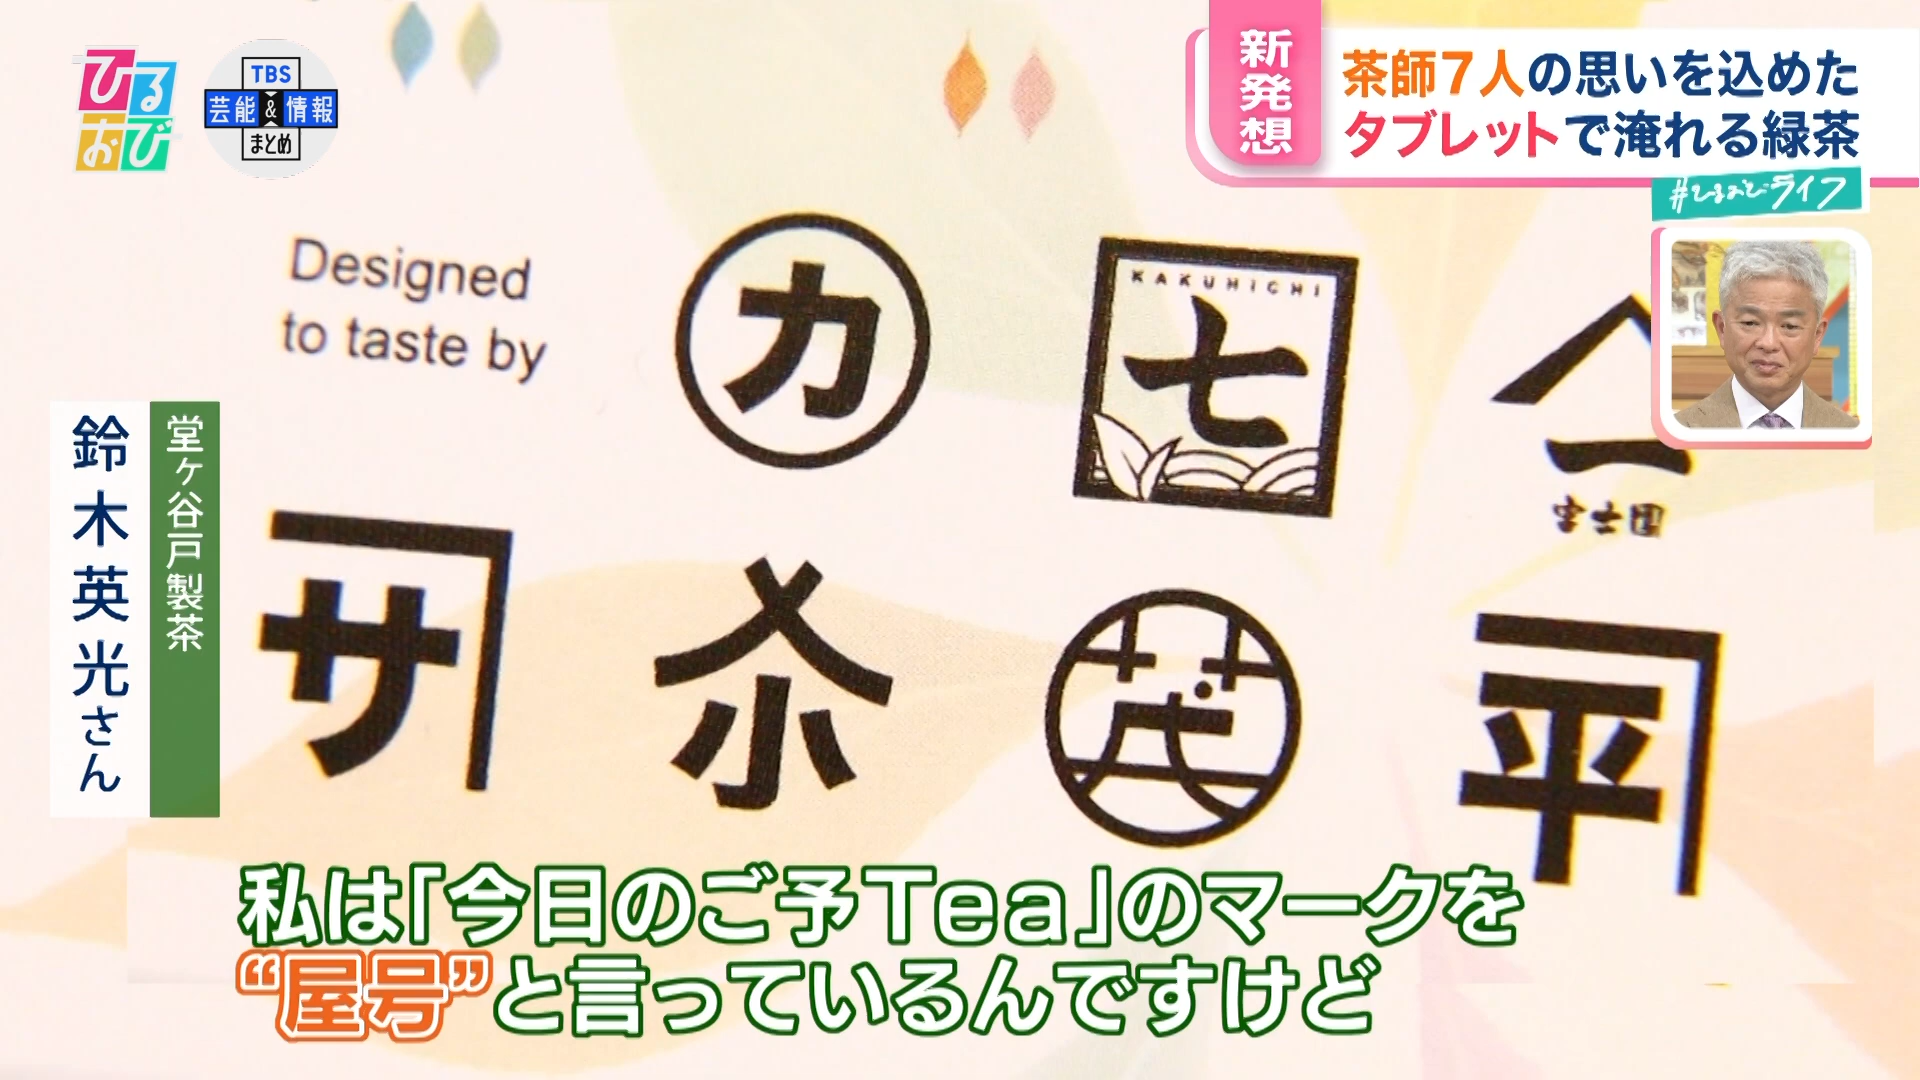 ひるおび
TBS
芸能&情報
まとめ
新発想
茶師7人の思いを込めた
タブレットで淹れる緑茶
#ひるおびライフ
Designed
to taste by
カ
KAKUHICHI
七
一
富士園
サ
茶
平
堂ヶ谷戸製茶
鈴木英光さん
私は「今日のご予Tea」のマークを
“屋号”と言っているんですけど